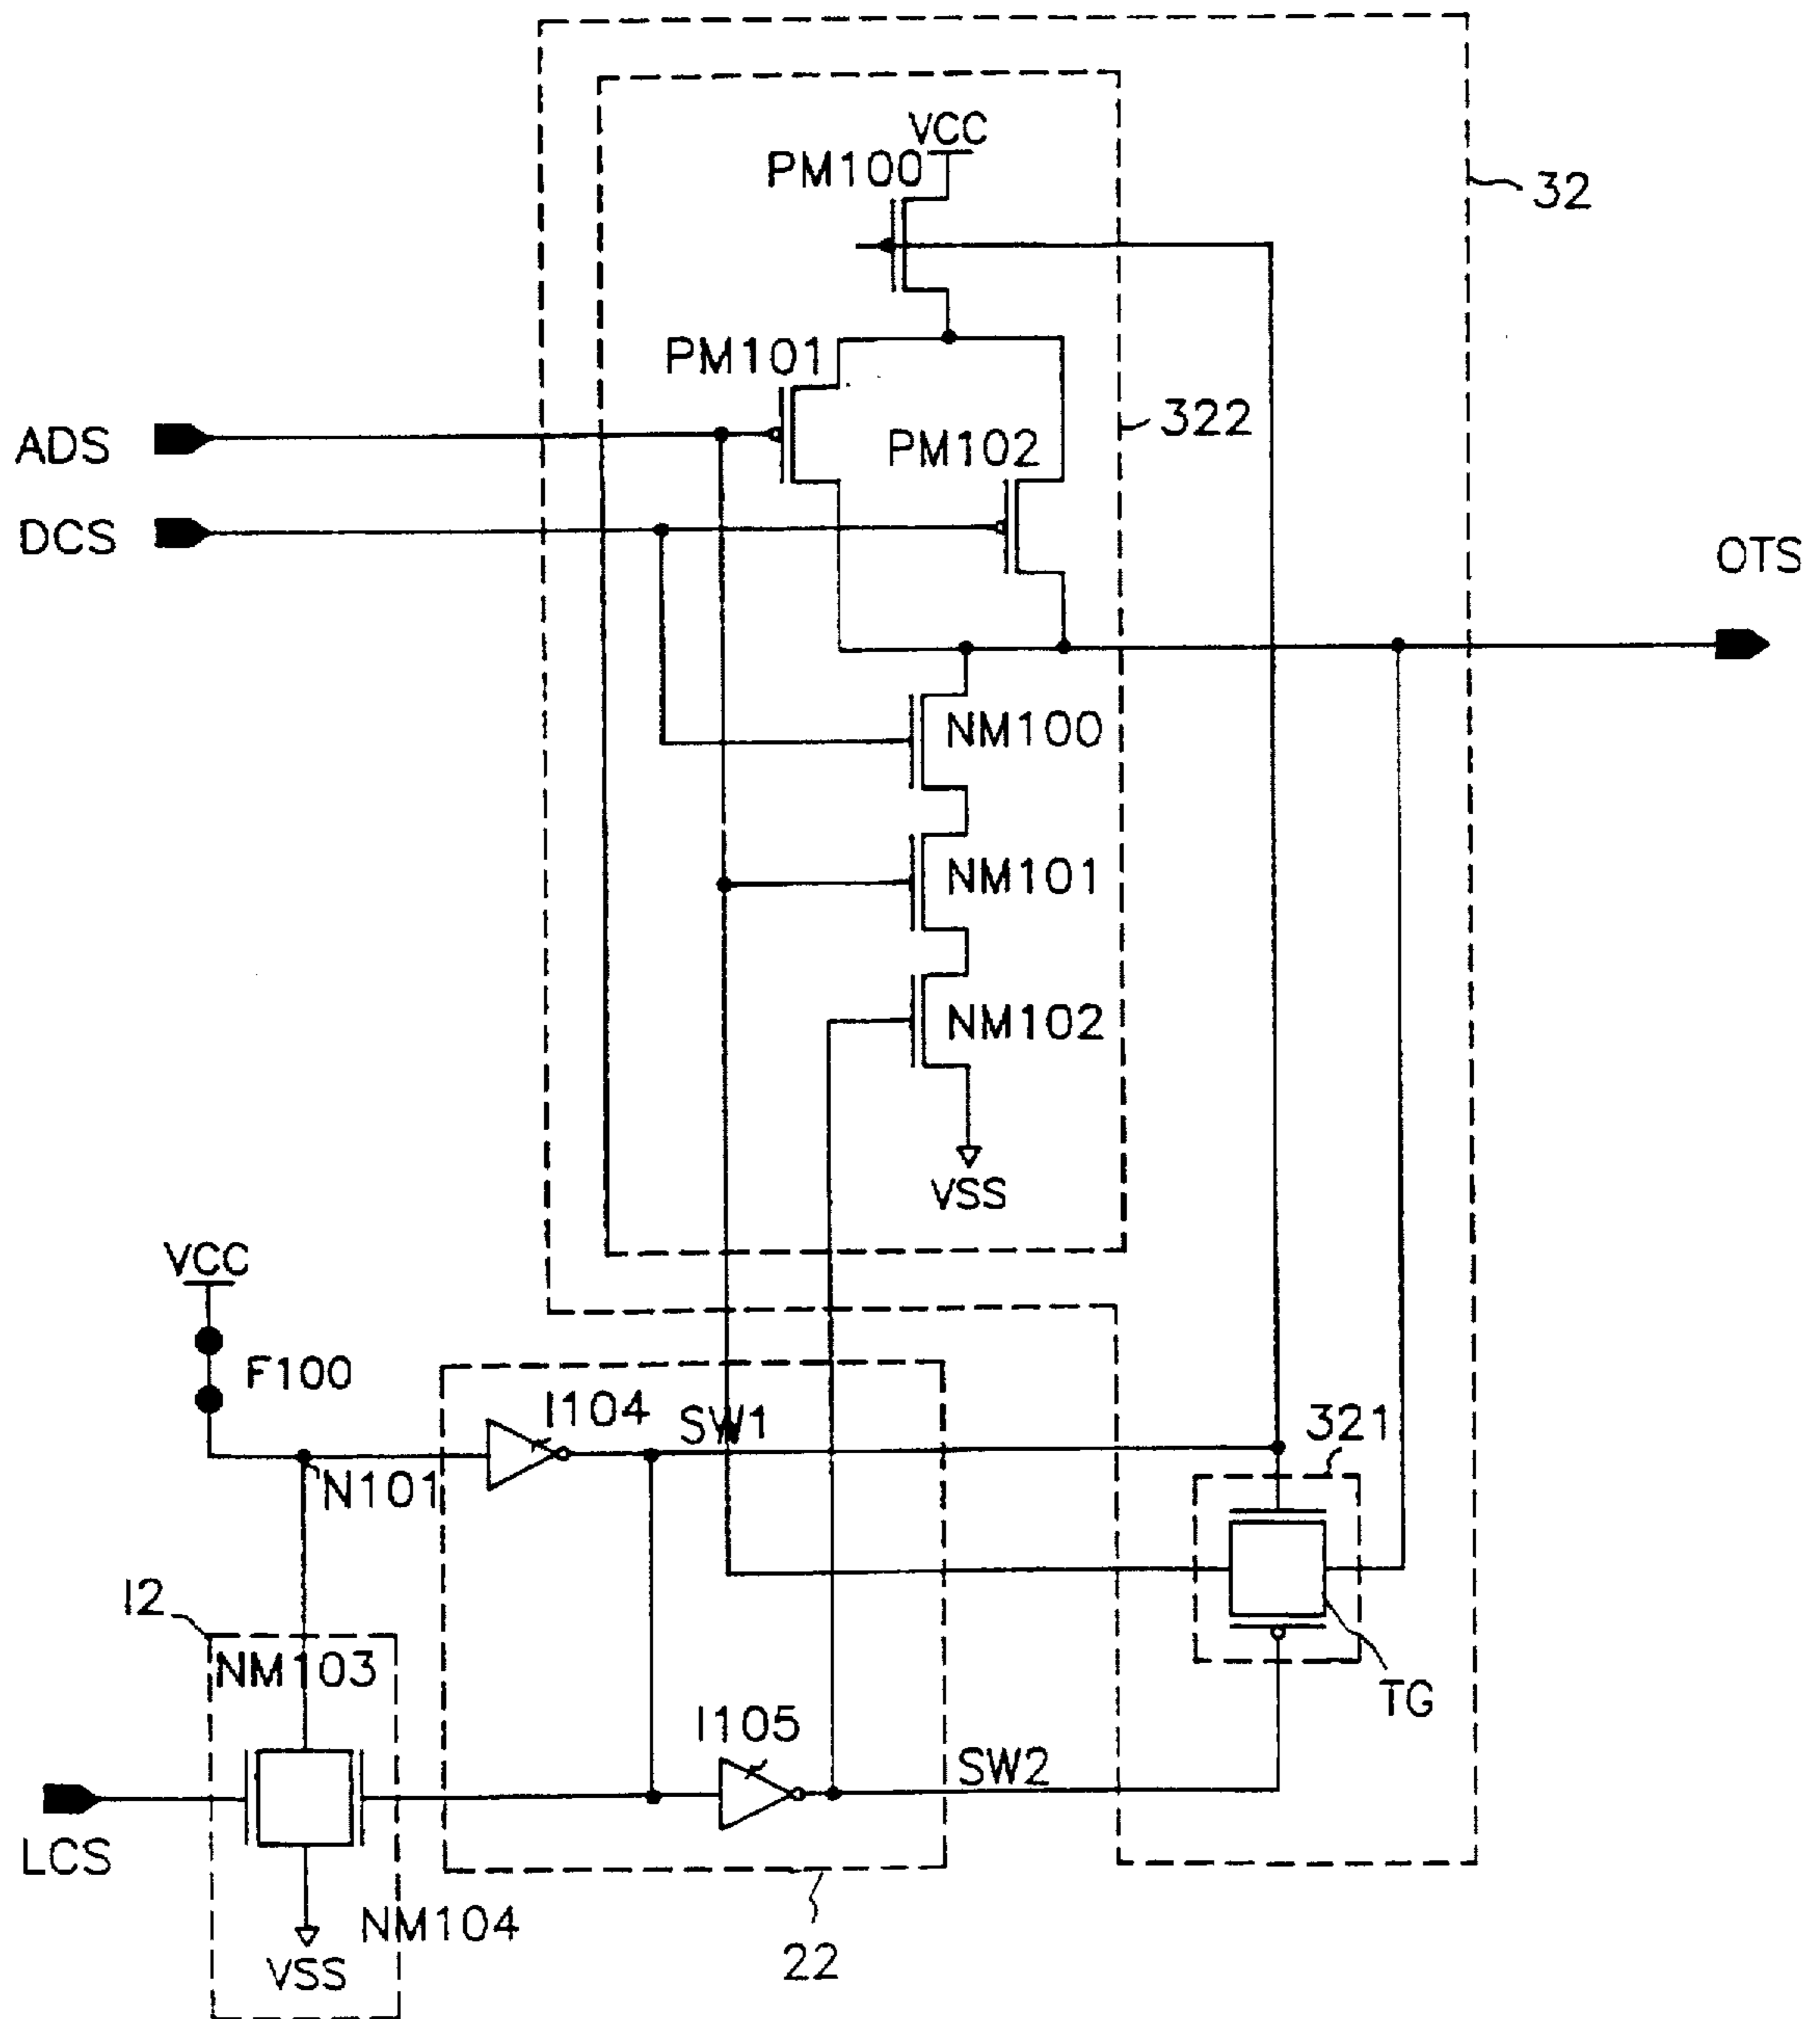 VCC
PM100
32
PM101
322
ADS
PM102
DCS
OTS
NM100
NM101
NM102
VSS
VCC
F100
I104
SW1
321
N101
12
NM103
TG
I105
SW2
LCS
NM104
VSS
22